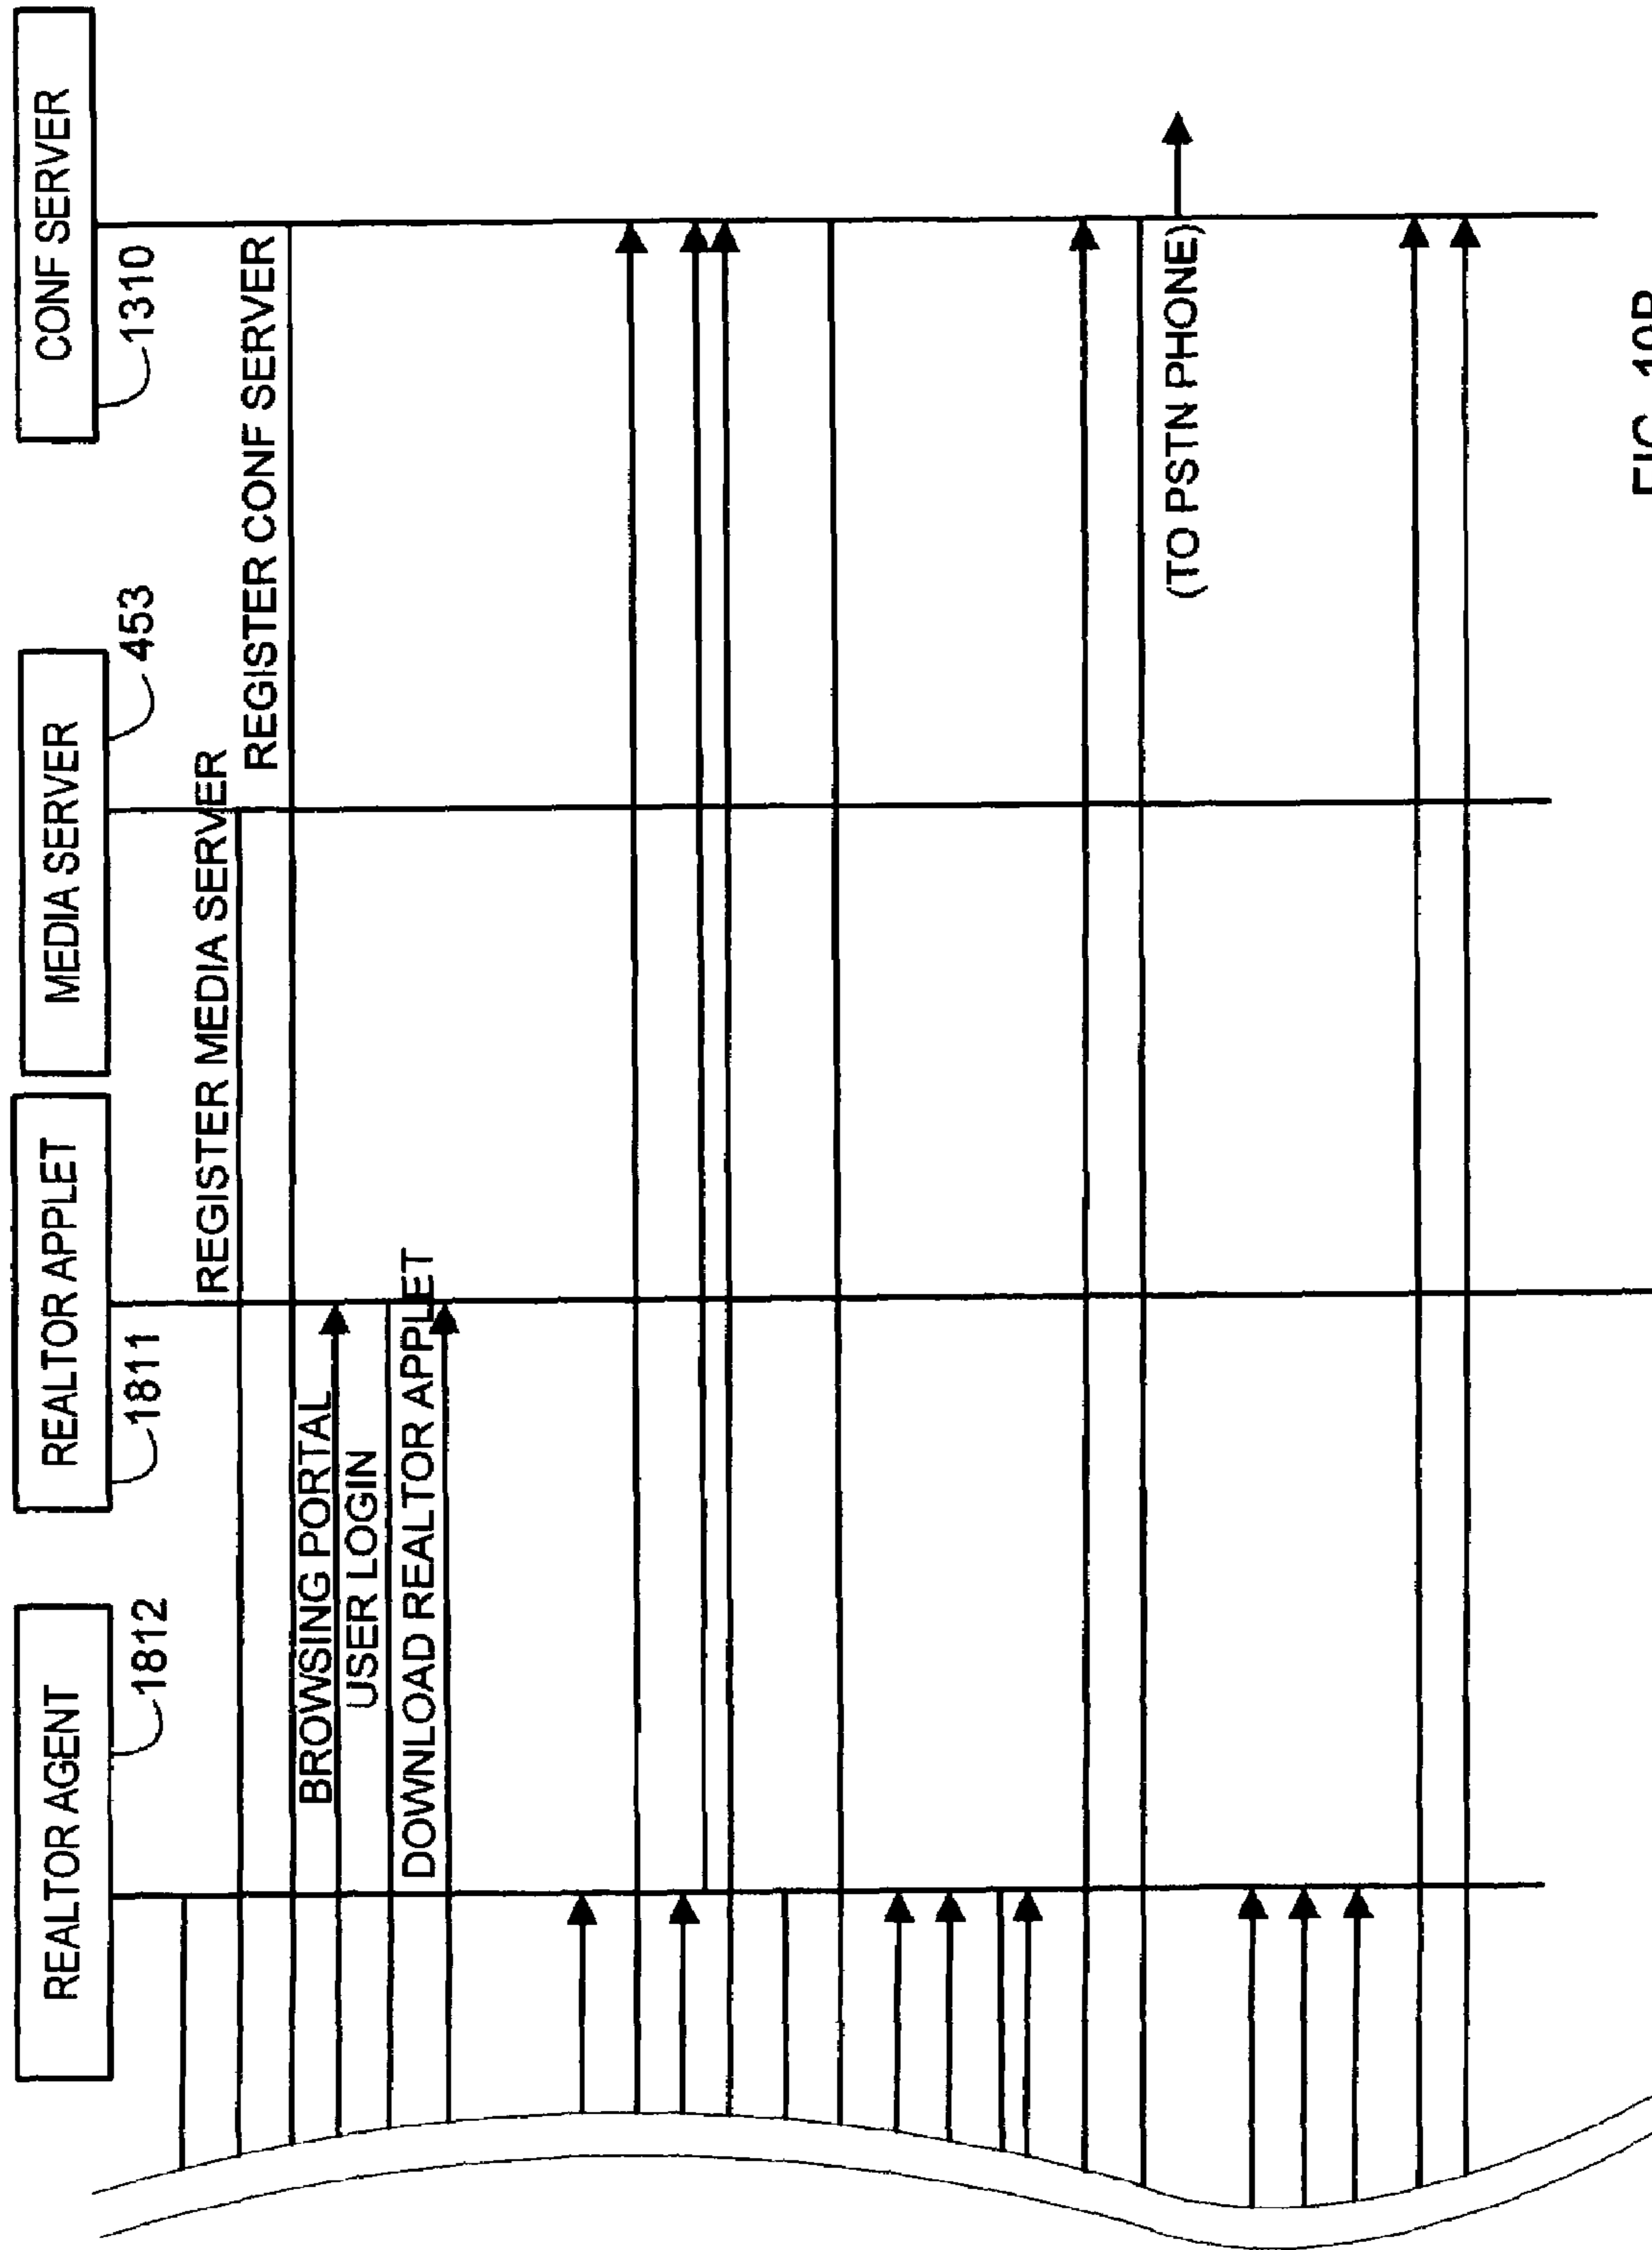 REALTOR AGENT
1812
REALTOR APPLET
1811
MEDIA SERVER
453
CONF SERVER
1310
REGISTER MEDIA SERVER
REGISTER CONF SERVER
BROWSING PORTAL
USER LOGIN
DOWNLOAD REALTOR APPLET
(TO PSTN PHONE)
FIG.